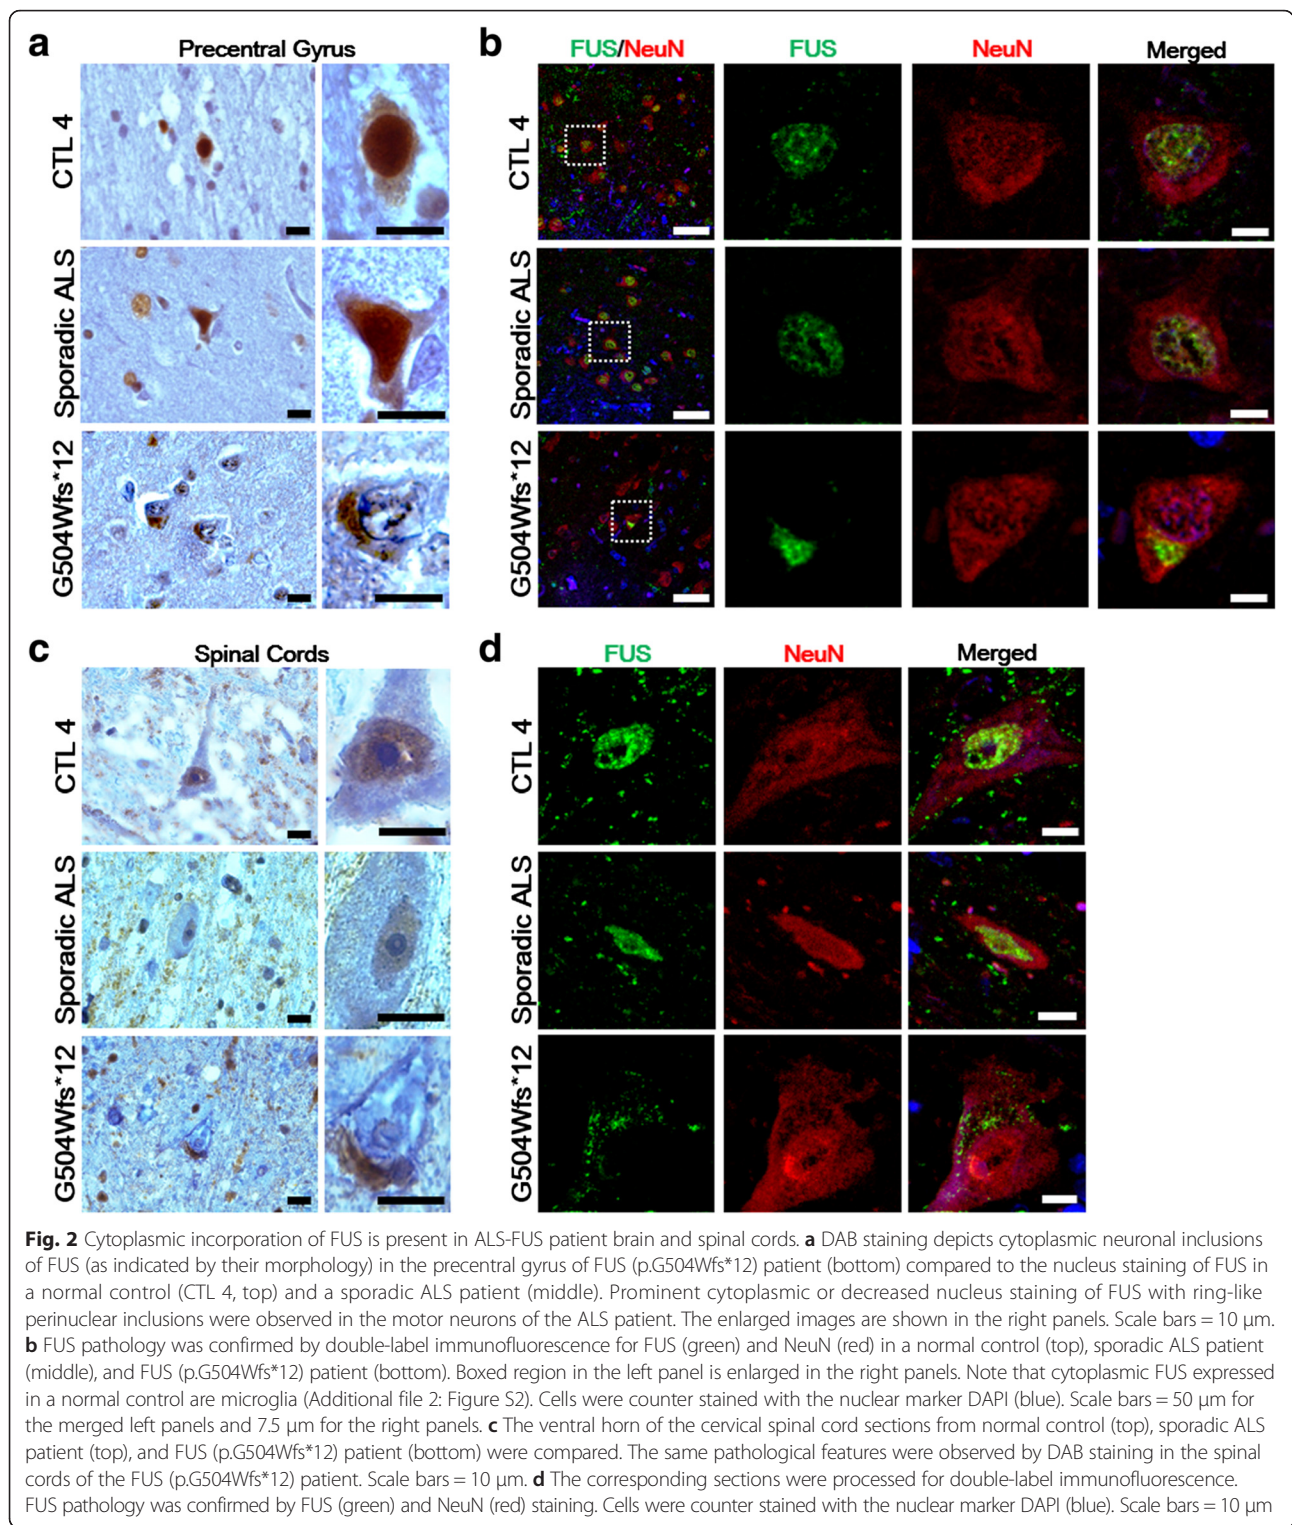 a
Precentral Gyrus
CTL 4
Sporadic ALS
G504Wfs*12
b
FUS/NeuN FUS NeuN Merged
CTL 4
Sporadic ALS
G504Wfs*12
c
Spinal Cords
CTL 4
Sporadic ALS
G504Wfs*12
d
FUS NeuN Merged
CTL 4
Sporadic ALS
G504Wfs*12
Fig. 2 Cytoplasmic incorporation of FUS is present in ALS-FUS patient brain and spinal cords. a DAB staining depicts cytoplasmic neuronal inclusions
of FUS (as indicated by their morphology) in the precentral gyrus of FUS (p.G504Wfs*12) patient (bottom) compared to the nucleus staining of FUS in
a normal control (CTL 4, top) and a sporadic ALS patient (middle). Prominent cytoplasmic or decreased nucleus staining of FUS with ring-like
perinuclear inclusions were observed in the motor neurons of the ALS patient. The enlarged images are shown in the right panels. Scale bars = 10 μm.
b FUS pathology was confirmed by double-label immunofluorescence for FUS (green) and NeuN (red) in a normal control (top), sporadic ALS patient
(middle), and FUS (p.G504Wfs*12) patient (bottom). Boxed region in the left panel is enlarged in the right panels. Note that cytoplasmic FUS expressed
in a normal control are microglia (Additional file 2: Figure S2). Cells were counter stained with the nuclear marker DAPI (blue). Scale bars = 50 μm for
the merged left panels and 7.5 μm for the right panels. c The ventral horn of the cervical spinal cord sections from normal control (top), sporadic ALS
patient (top), and FUS (p.G504Wfs*12) patient (bottom) were compared. The same pathological features were observed by DAB staining in the spinal
cords of the FUS (p.G504Wfs*12) patient. Scale bars = 10 μm. d The corresponding sections were processed for double-label immunofluorescence.
FUS pathology was confirmed by FUS (green) and NeuN (red) staining. Cells were counter stained with the nuclear marker DAPI (blue). Scale bars = 10 μm